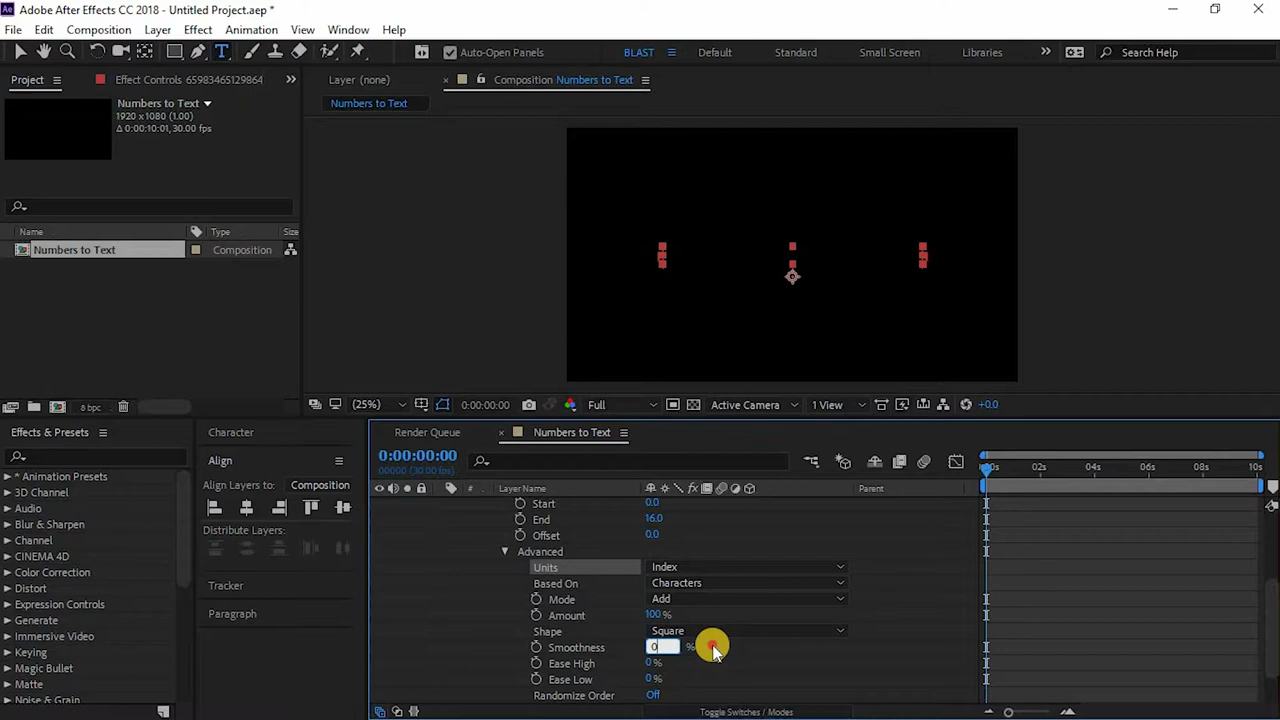 Adobe After Effects CC 2018 - Untitled Project.aep *
File Edit Composition Layer Effect Animation View Window Help
Auto-Open Panels BLAST Default Standard Small Screen Libraries Search Help
Project Effect Controls 65983465129864 Layer (none) Composition Numbers to Text
Numbers to Text
1920 x 1080 (1.00)
Δ 0:00:10:01, 30.00 fps
Numbers to Text
Name Type Size
Numbers to Text Composition
8 bpc (25%) 0:00:00:00 Full Active Camera 1 View +0.0
Effects & Presets
* Animation Presets
3D Channel
Audio
Blur & Sharpen
Channel
CINEMA 4D
Color Correction
Distort
Expression Controls
Generate
Immersive Video
Keying
Magic Bullet
Matte
Noise & Grain
Character
Align
Align Layers to: Composition
Distribute Layers:
Tracker
Paragraph
Render Queue Numbers to Text
0:00:00:00
00000 (30.00 fps)
:00s 02s 04s 06s 08s 10s
# Layer Name Parent
Start 0.0
End 16.0
Offset 0.0
Advanced
Units Index
Based On Characters
Mode Add
Amount 100 %
Shape Square
Smoothness 0 %
Ease High 0 %
Ease Low 0 %
Randomize Order Off
Toggle Switches / Modes